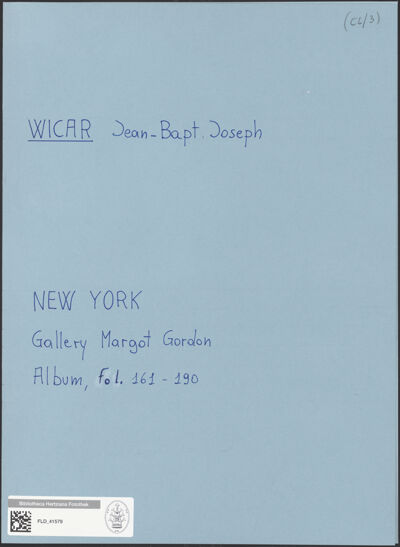 (CL/3)
WICAR Jean-Bapt. Joseph
NEW YORK
Gallery Margot Gordon
Album, fol. 161 - 190
Bibliotheca Hertziana Fotothek
FLD_41579